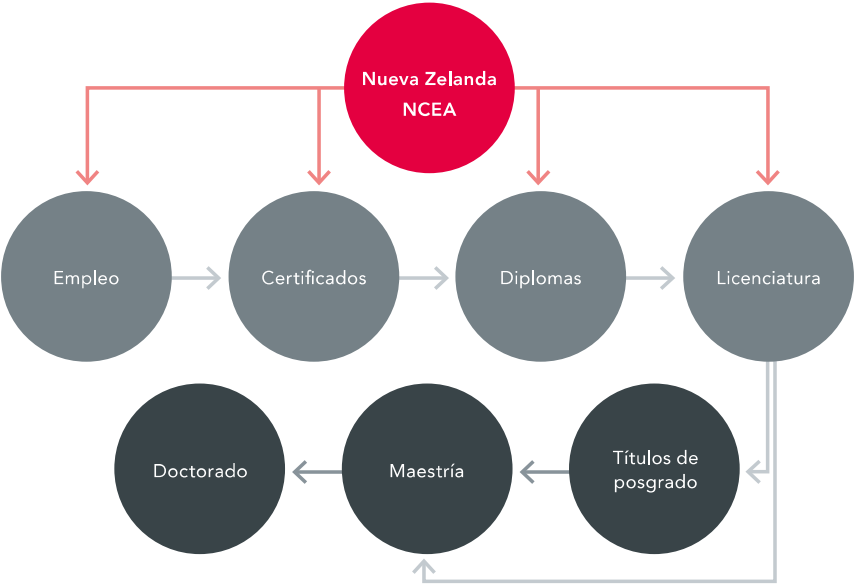 Nueva Zelanda
NCEA
Empleo
Certificados
Diplomas
Licenciatura
Doctorado
Maestría
Títulos de
posgrado